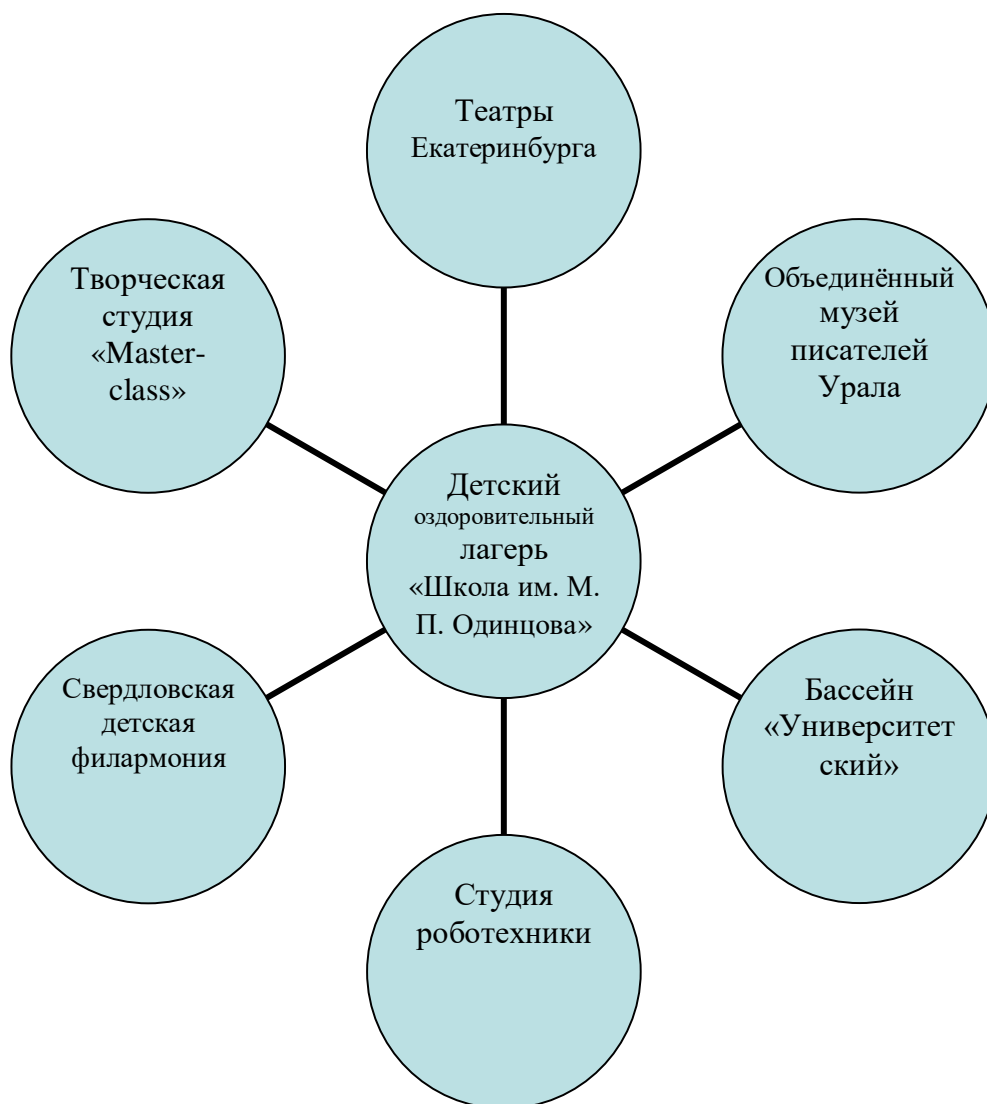 Театры
Екатеринбурга
Творческая
студия
«Master-
class»
Объединённый
музей
писателей
Урала
Детский
оздоровительный
лагерь
«Школа им. М.
П. Одинцова»
Свердловская
детская
филармония
Бассейн
«Университет
ский»
Студия
роботехники